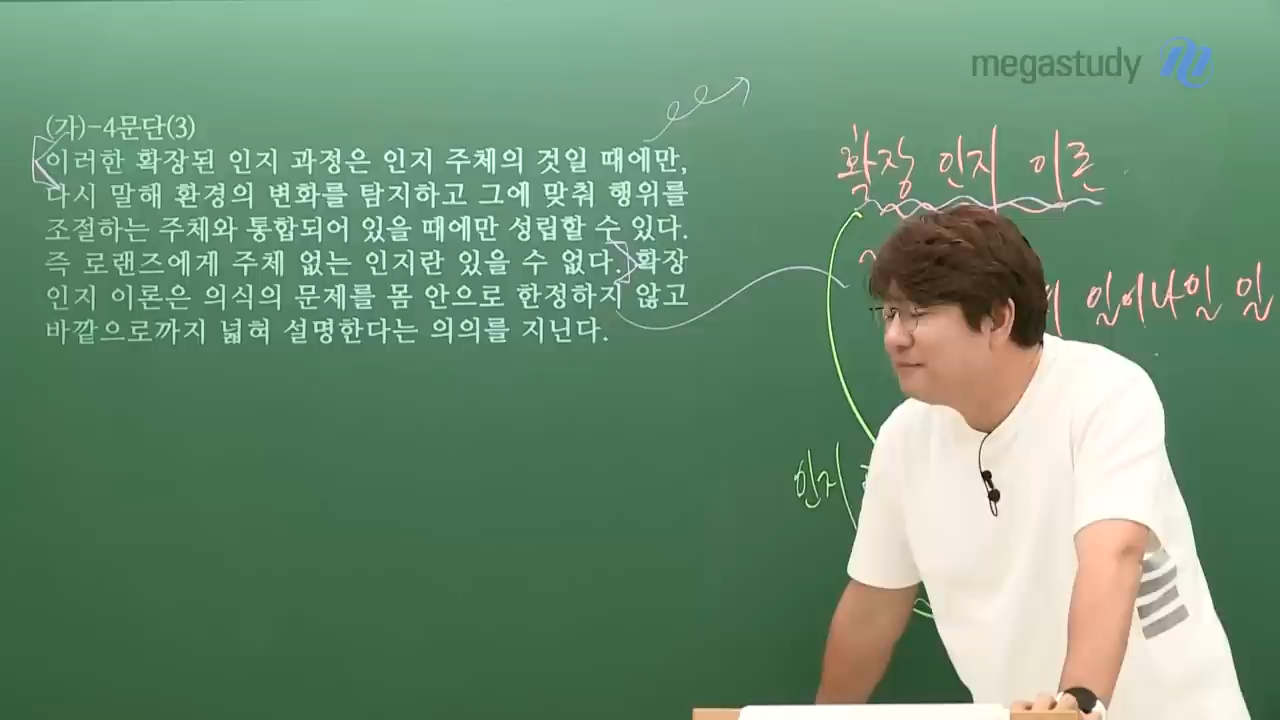 megastudy
(가)-4문단(3)
이러한 확장된 인지 과정은 인지 주체의 것일 때에만,
다시 말해 환경의 변화를 탐지하고 그에 맞춰 행위를
조절하는 주체와 통합되어 있을 때에만 성립할 수 있다.
즉 로랜즈에게 주체 없는 인지란 있을 수 없다. 확장
인지 이론은 의식의 문제를 몸 안으로 한정하지 않고
바깥으로까지 넓혀 설명한다는 의의를 지닌다.
확장 인지 이론
일어나일 인
인지